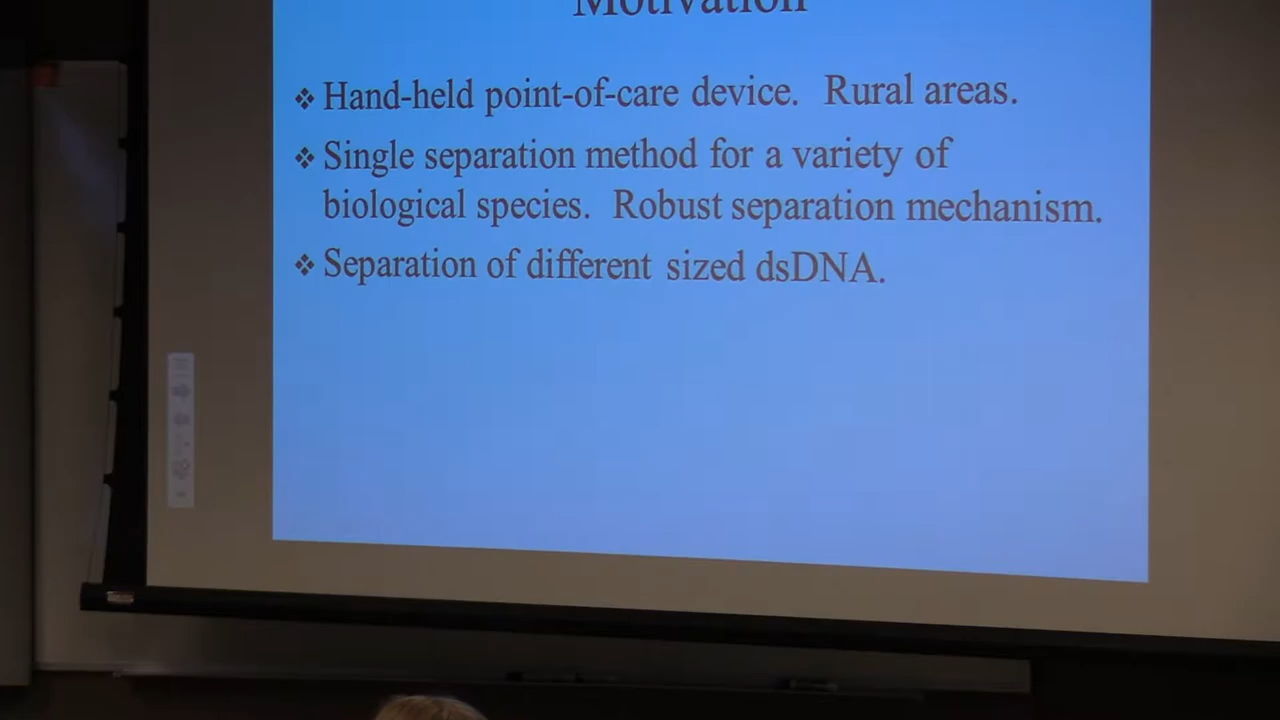 Motivation
❖ Hand-held point-of-care device. Rural areas.
❖ Single separation method for a variety of
biological species. Robust separation mechanism.
❖ Separation of different sized dsDNA.